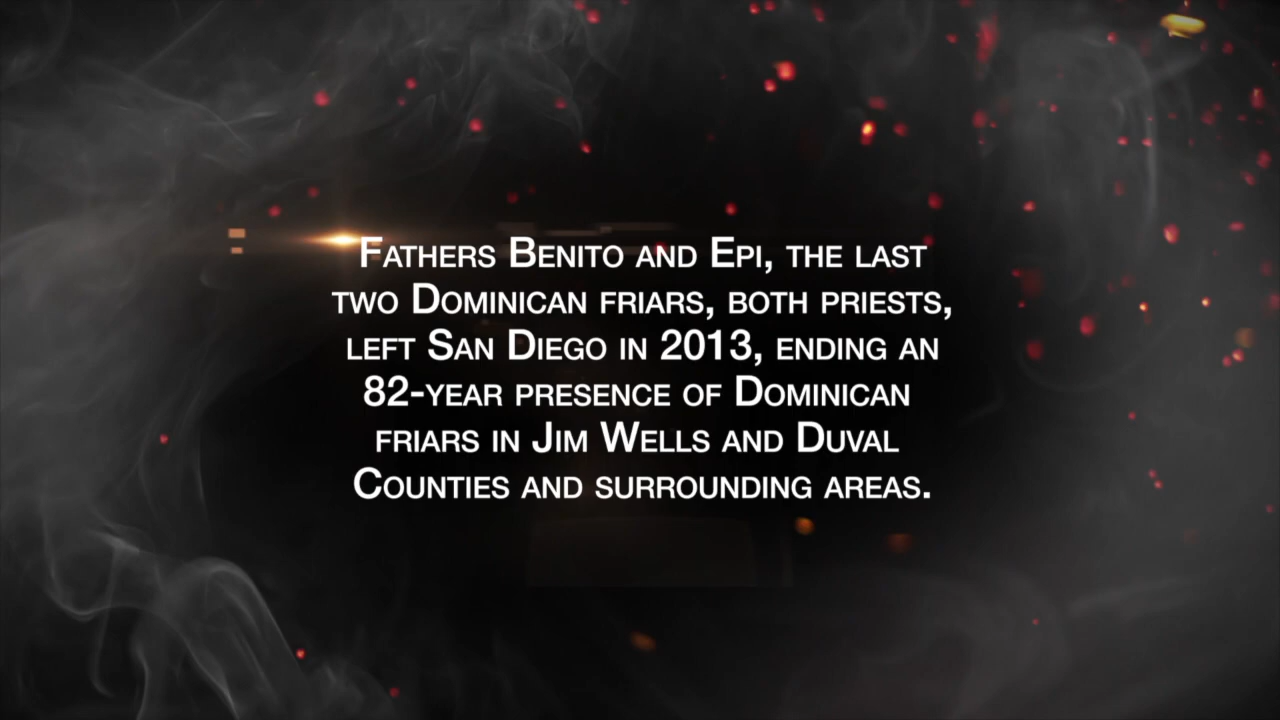 Fathers Benito and Epi, the last
two Dominican friars, both priests,
left San Diego in 2013, ending an
82-year presence of Dominican
friars in Jim Wells and Duval
Counties and surrounding areas.